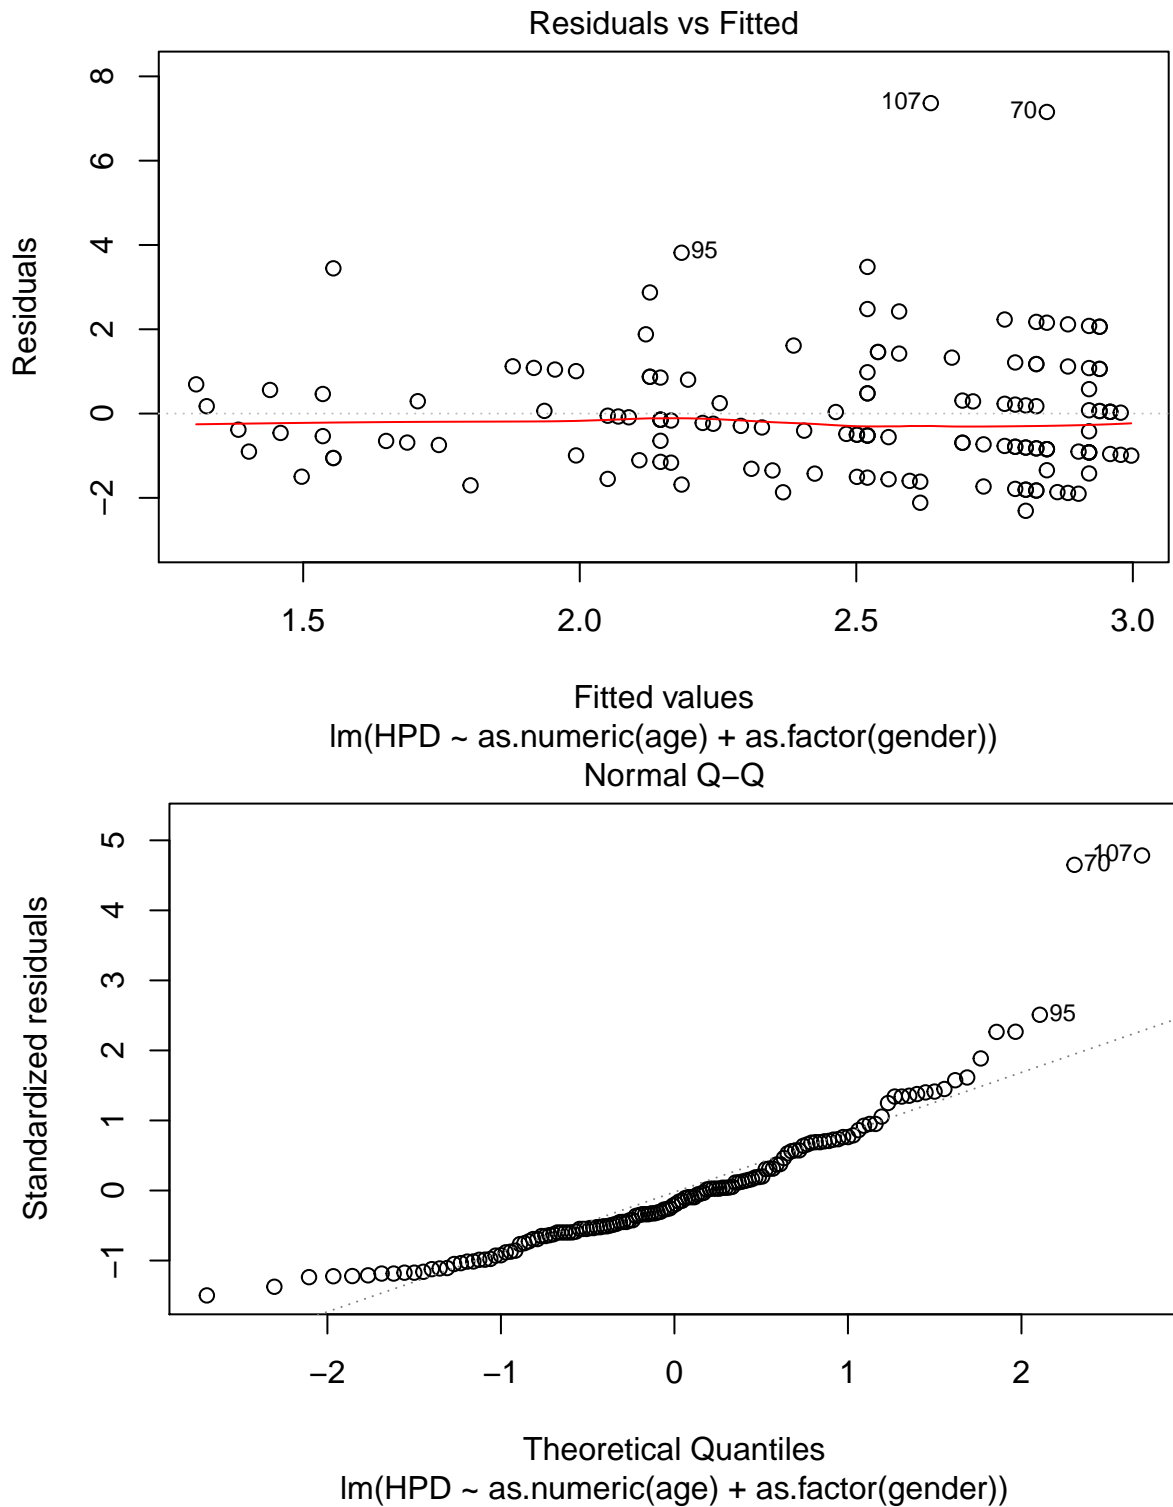 Residuals vs Fitted
Residuals
8
6
4
2
0
−2
107
70
95
1.5 2.0 2.5 3.0
Fitted values
lm(HPD ~ as.numeric(age) + as.factor(gender))
Normal Q−Q
Standardized residuals
5
4
3
2
1
0
−1
107
70
95
−2 −1 0 1 2
Theoretical Quantiles
lm(HPD ~ as.numeric(age) + as.factor(gender))